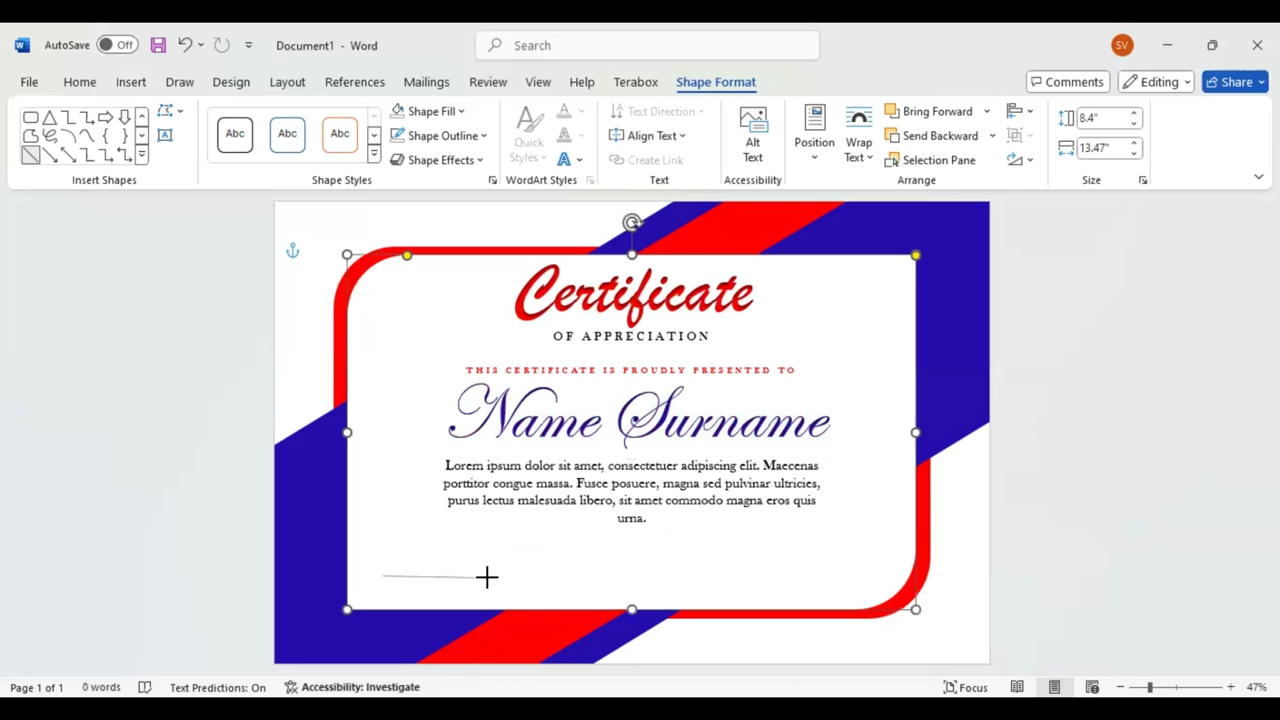 AutoSave Off Document1 - Word Search SV
File Home Insert Draw Design Layout References Mailings Review View Help Terabox Shape Format Comments Editing Share
Abc Abc Abc
Shape Fill
Shape Outline
Shape Effects
Quick
Styles
Text Direction
Align Text
Create Link
Alt
Text
Position
Wrap
Text
Bring Forward
Send Backward
Selection Pane
8.4"
13.47"
Insert Shapes Shape Styles WordArt Styles Text Accessibility Arrange Size
Certificate
OF APPRECIATION
THIS CERTIFICATE IS PROUDLY PRESENTED TO
Name Surname
Lorem ipsum dolor sit amet, consectetuer adipiscing elit. Maecenas
porttitor congue massa. Fusce posuere, magna sed pulvinar ultricies,
purus lectus malesuada libero, sit amet commodo magna eros quis
urna.
Page 1 of 1 0 words Text Predictions: On Accessibility: Investigate Focus 47%